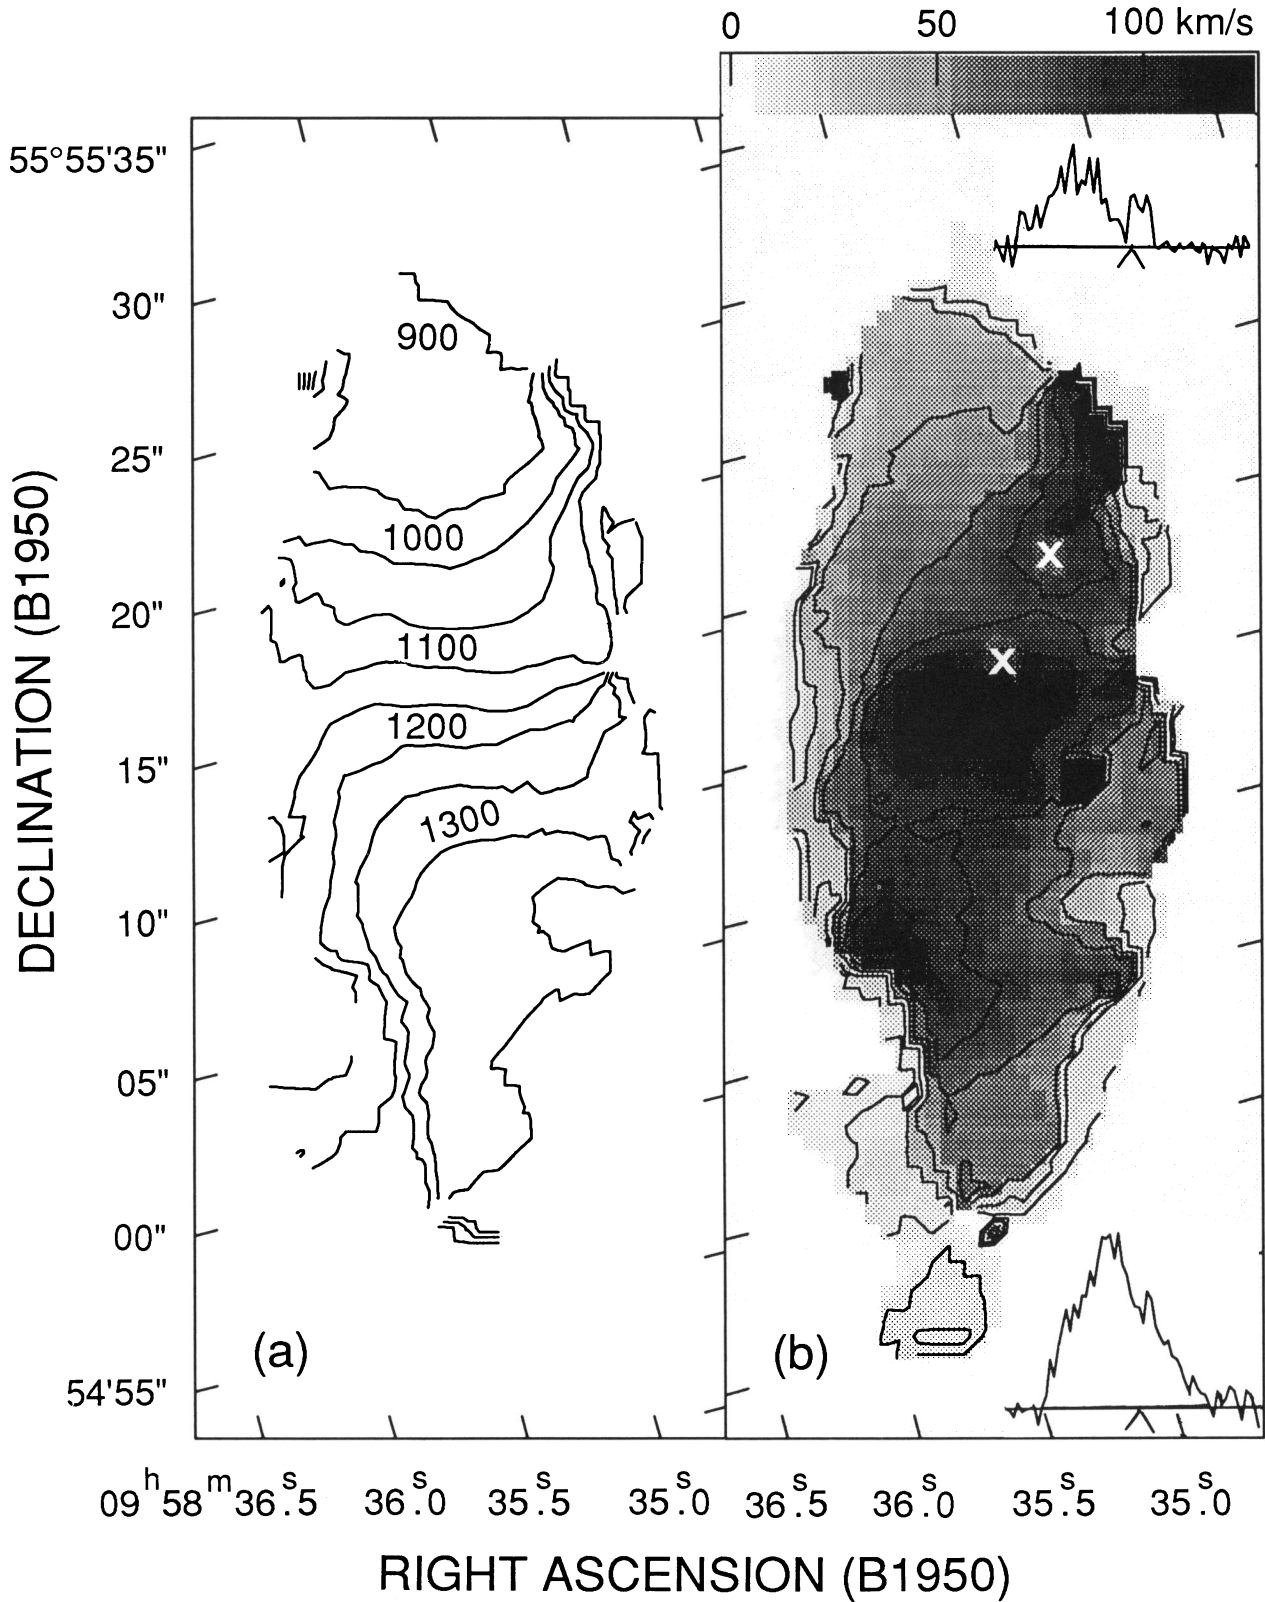 0 50 100 km/s
55°55'35"
30"
900
25"
1000
X
20"
1100
X
1200
15"
1300
10"
05"
00"
(a) (b)
54'55"
09h58m36s.5 36s.0 35s.5 35s.0 36s.5 36s.0 35s.5 35s.0
RIGHT ASCENSION (B1950)
DECLINATION (B1950)